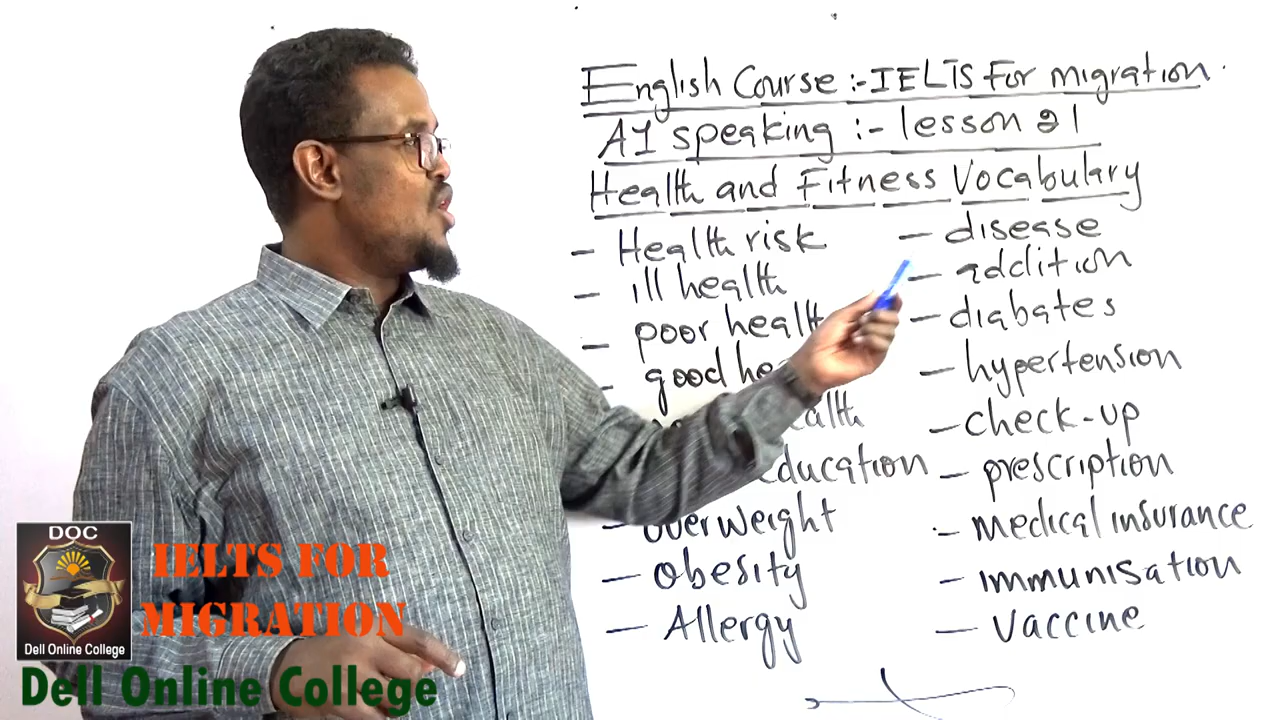 English Course :- IELTS For migration.
A1 speaking :- lesson 21
Health and Fitness Vocabulary
- Health risk
- ill health
- poor health
- good hea
alth
education
- overweight
- Obesity
- Allergy
- disease
- addition
- diabates
- hypertension
- check-up
- prescription
- Medical insurance
- immunisation
- vaccine
DOC
Dell Online College
IELTS FOR
MIGRATION
Dell Online College